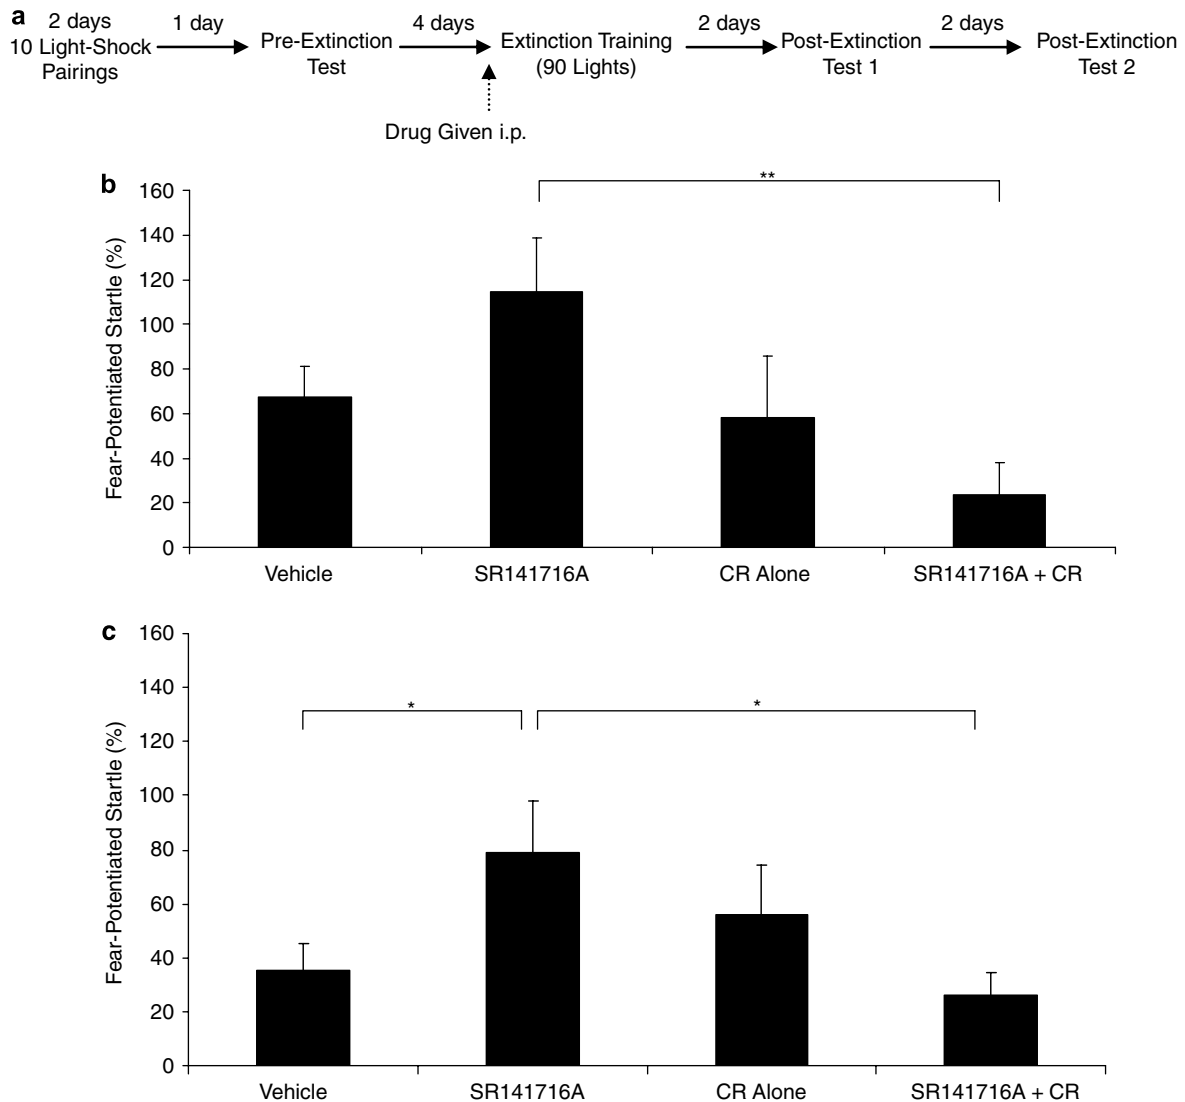 a
2 days
10 Light-Shock
Pairings
1 day
Pre-Extinction
Test
4 days
Extinction Training
(90 Lights)
2 days
Post-Extinction
Test 1
2 days
Post-Extinction
Test 2
Drug Given i.p.
b
Fear-Potentiated Startle (%)
160
140
120
100
80
60
40
20
0
**
Vehicle
SR141716A
CR Alone
SR141716A + CR
c
Fear-Potentiated Startle (%)
160
140
120
100
80
60
40
20
0
*
*
Vehicle
SR141716A
CR Alone
SR141716A + CR